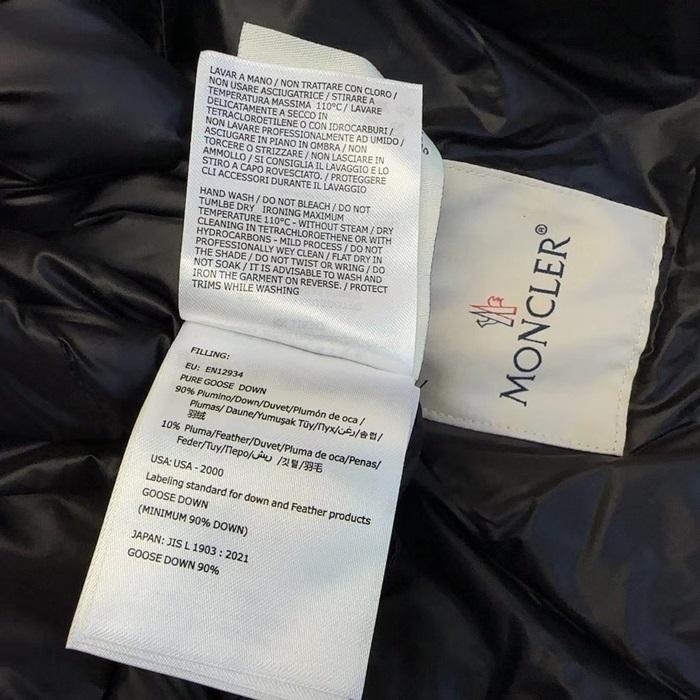 LAVAR A MANO / NON TRATTARE CON CLORO /
NON USARE ASCIUGATRICE / STIRARE A
TEMPERATURA MASSIMA 110°C / LAVARE
DELICATAMENTE A SECCO IN
TETRACLOROETILENE O CON IDROCARBURI /
NON LAVARE PROFESSIONALMENTE AD UMIDO /
ASCIUGARE IN PIANO IN OMBRA / NON
TORCERE O STRIZZARE / NON LASCIARE IN
AMMOLLO / SI CONSIGLIA IL LAVAGGIO E LO
STIRO A CAPO ROVESCIATO. / PROTEGGERE
CLI ACCESSORI DURANTE IL LAVAGGIO
HAND WASH / DO NOT BLEACH / DO NOT
TUMLBE DRY IRONING MAXIMUM
TEMPERATURE 110°C - WITHOUT STEAM / DRY
CLEANING IN TETRACHLOROETHENE OR WITH
HYDROCARBONS - MILD PROCESS / DO NOT
PROFESSIONALLY WEY CLEAN / FLAT DRY IN
THE SHADE / DO NOT TWIST OR WRING / DO
NOT SOAK / IT IS ADVISABLE TO WASH AND
IRON THE GARMENT ON REVERSE. / PROTECT
TRIMS WHILE WASHING
MONCLER®
FILLING:
EU: EN12934
PURE GOOSE DOWN
90% Plumino/Down/Duvet/Plumón de oca /
Plumas/ Daune/Yumuşak Tüy/Пух/زغب/솜털/
羽绒
10% Pluma/Feather/Duvet/Pluma de oca/Penas/
Feder/Tuy/Перо/ريش /깃털/羽毛
USA: USA - 2000
Labeling standard for down and Feather products
GOOSE DOWN
(MINIMUM 90% DOWN)
JAPAN: JIS L 1903 : 2021
GOOSE DOWN 90%